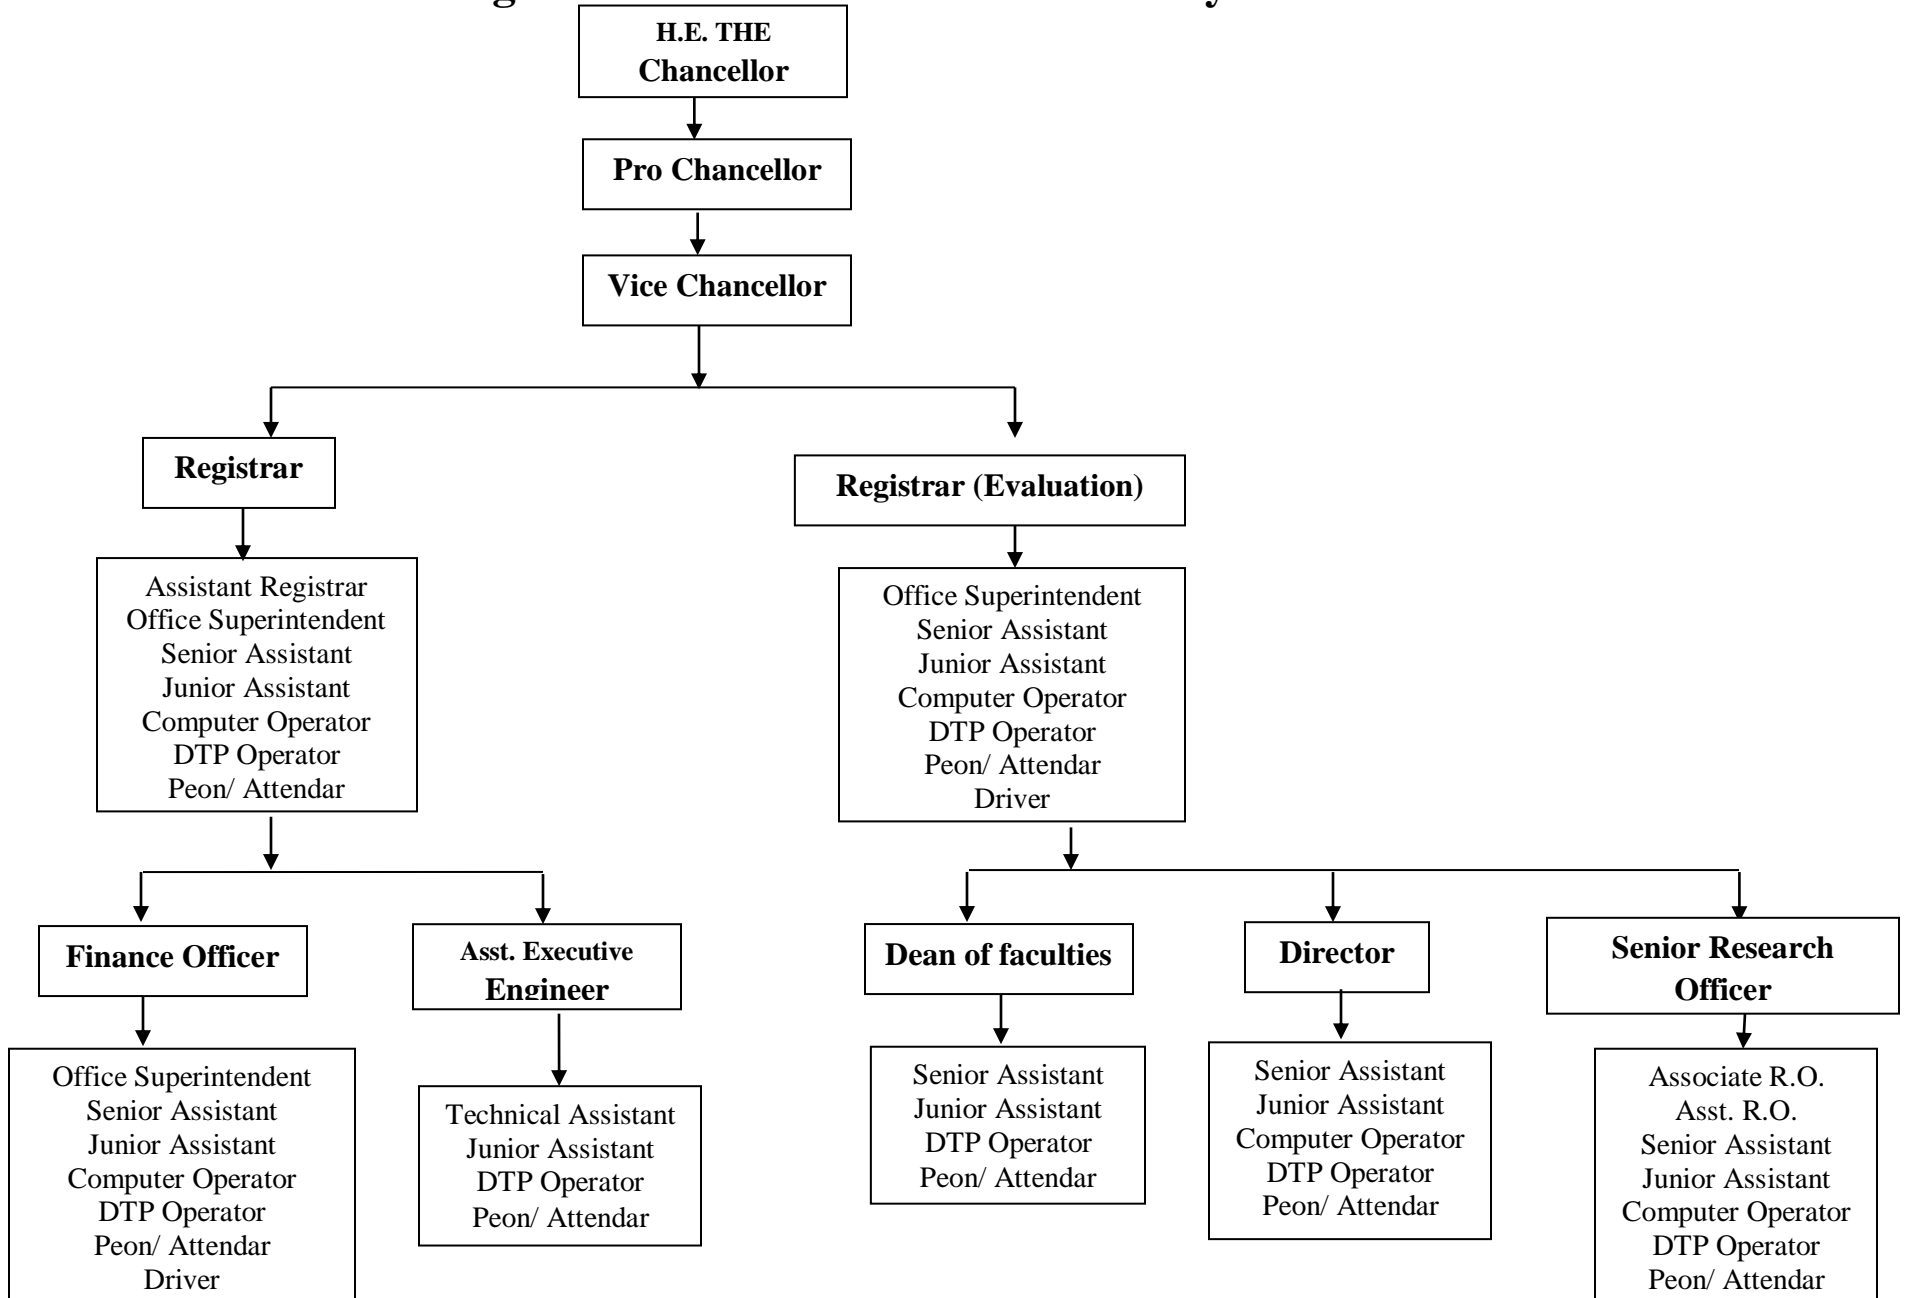 H.E. THE
Chancellor
Pro Chancellor
Vice Chancellor
Registrar
Registrar (Evaluation)
Assistant Registrar
Office Superintendent
Senior Assistant
Junior Assistant
Computer Operator
DTP Operator
Peon/ Attendar
Office Superintendent
Senior Assistant
Junior Assistant
Computer Operator
DTP Operator
Peon/ Attendar
Driver
Finance Officer
Asst. Executive
Engineer
Dean of faculties
Director
Senior Research
Officer
Office Superintendent
Senior Assistant
Junior Assistant
Computer Operator
DTP Operator
Peon/ Attendar
Driver
Technical Assistant
Junior Assistant
DTP Operator
Peon/ Attendar
Senior Assistant
Junior Assistant
DTP Operator
Peon/ Attendar
Senior Assistant
Junior Assistant
Computer Operator
DTP Operator
Peon/ Attendar
Associate R.O.
Asst. R.O.
Senior Assistant
Junior Assistant
Computer Operator
DTP Operator
Peon/ Attendar